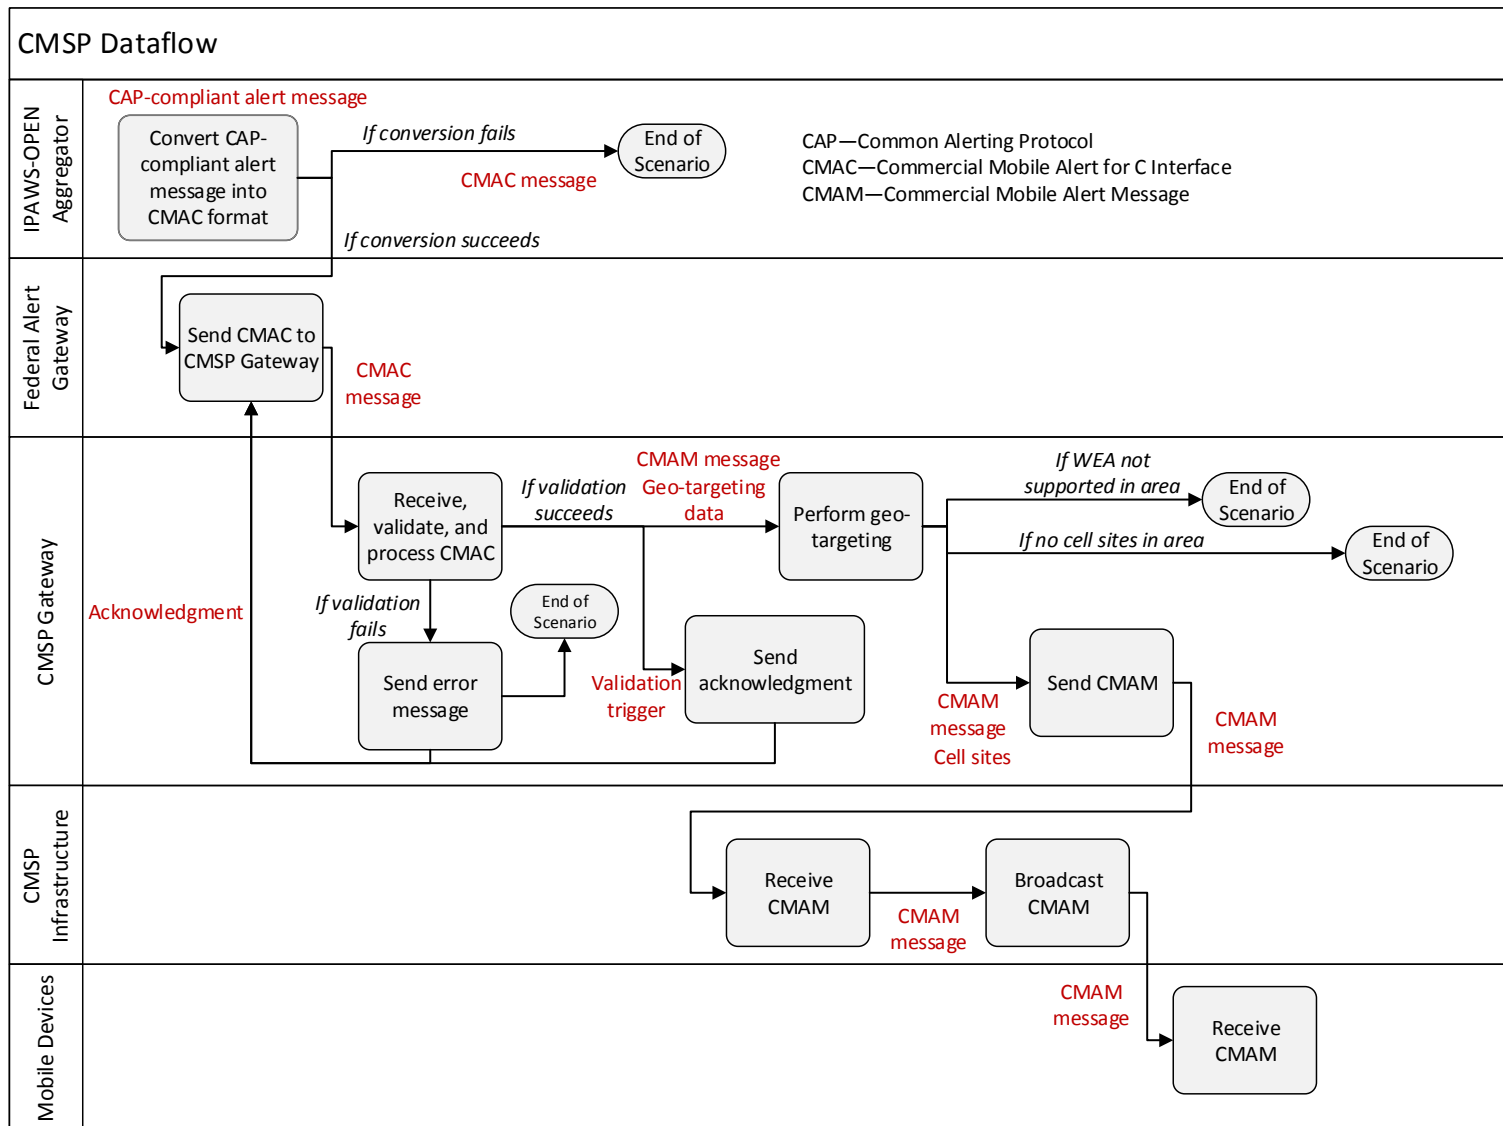 CMSP Dataflow
IPAWS-OPEN
Aggregator
CAP-compliant alert message
Convert CAP-
compliant alert
message into
CMAC format
If conversion fails
CMAC message
End of
Scenario
If conversion succeeds
CAP—Common Alerting Protocol
CMAC—Commercial Mobile Alert for C Interface
CMAM—Commercial Mobile Alert Message
Federal Alert
Gateway
Send CMAC to
CMSP Gateway
CMAC
message
CMSP Gateway
Acknowledgment
Receive,
validate, and
process CMAC
If validation
succeeds
CMAM message
Geo-targeting
data
Perform geo-
targeting
If WEA not
supported in area
End of
Scenario
If no cell sites in area
End of
Scenario
If validation
fails
End of
Scenario
Send error
message
Validation
trigger
Send
acknowledgment
CMAM
message
Cell sites
Send CMAM
CMAM
message
CMSP
Infrastructure
Receive
CMAM
CMAM
message
Broadcast
CMAM
Mobile Devices
CMAM
message
Receive
CMAM